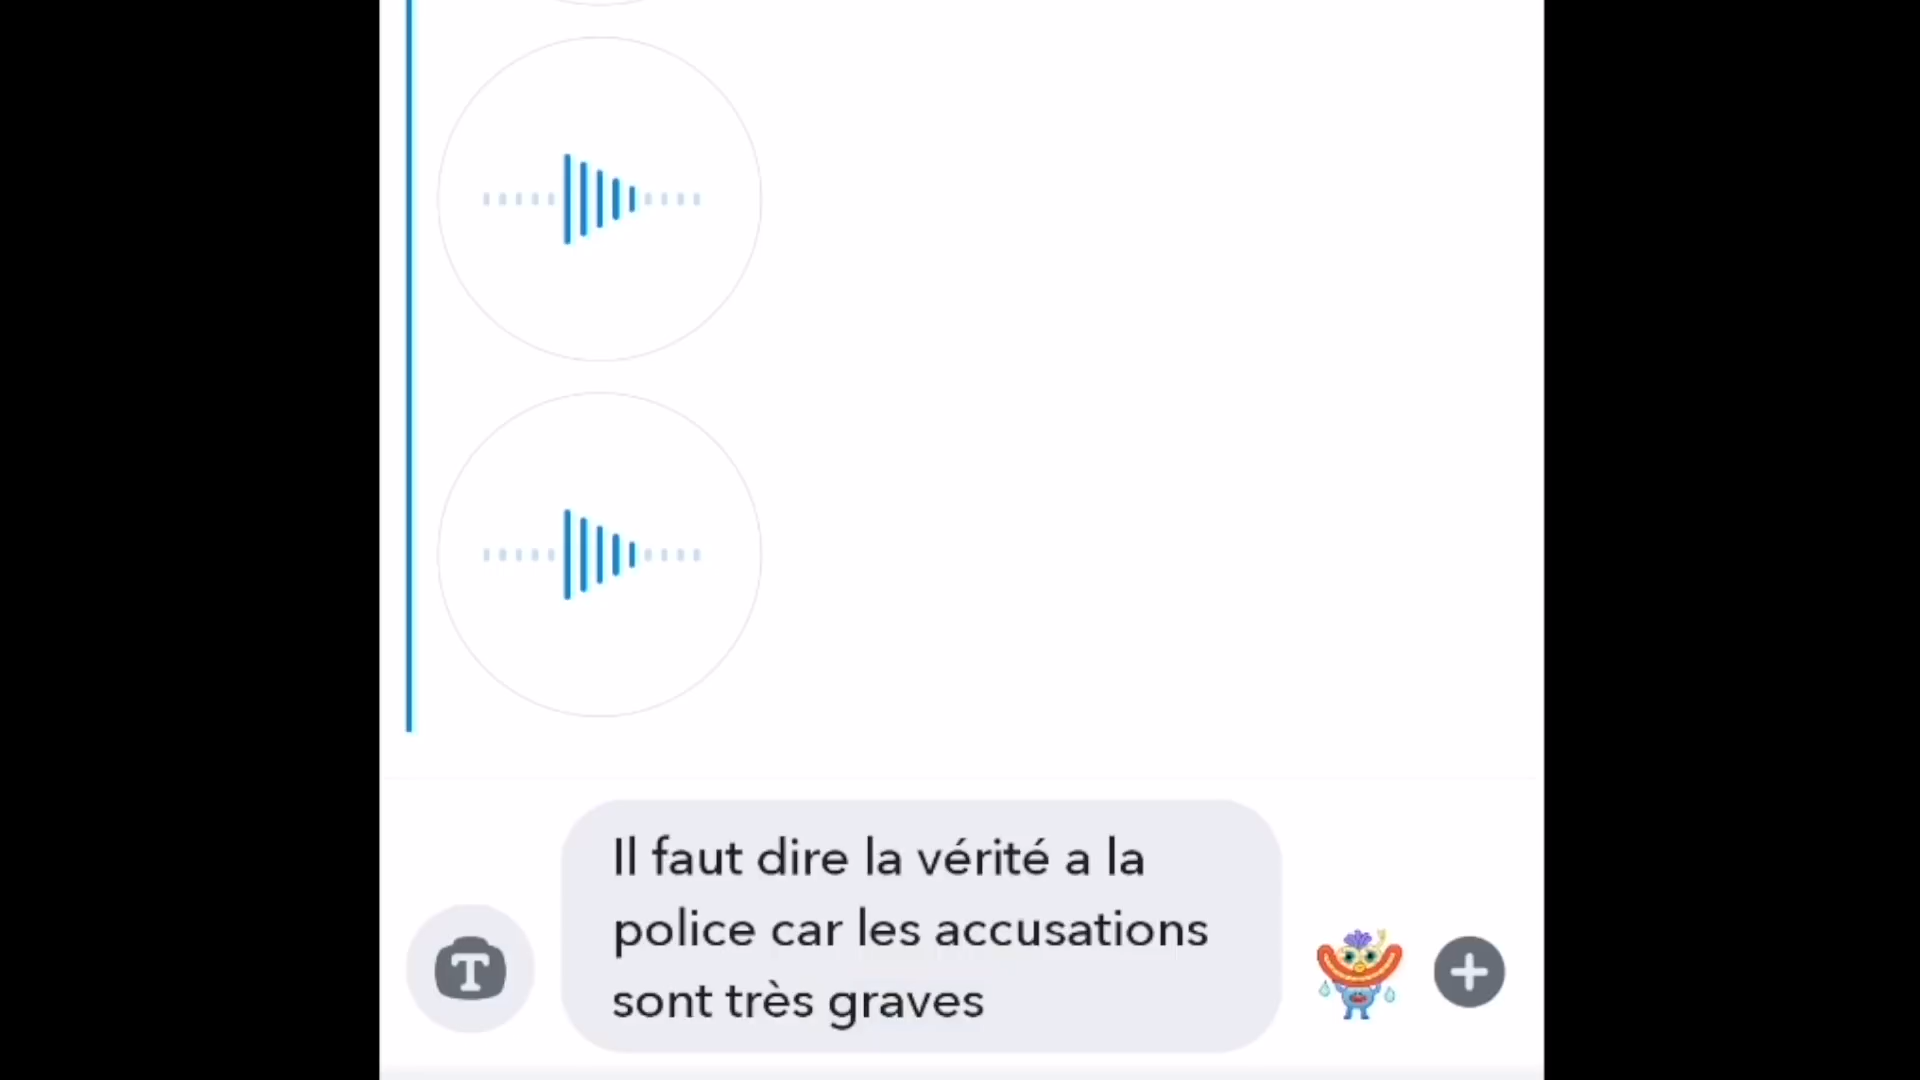 Il faut dire la vérité a la
police car les accusations
sont très graves
T